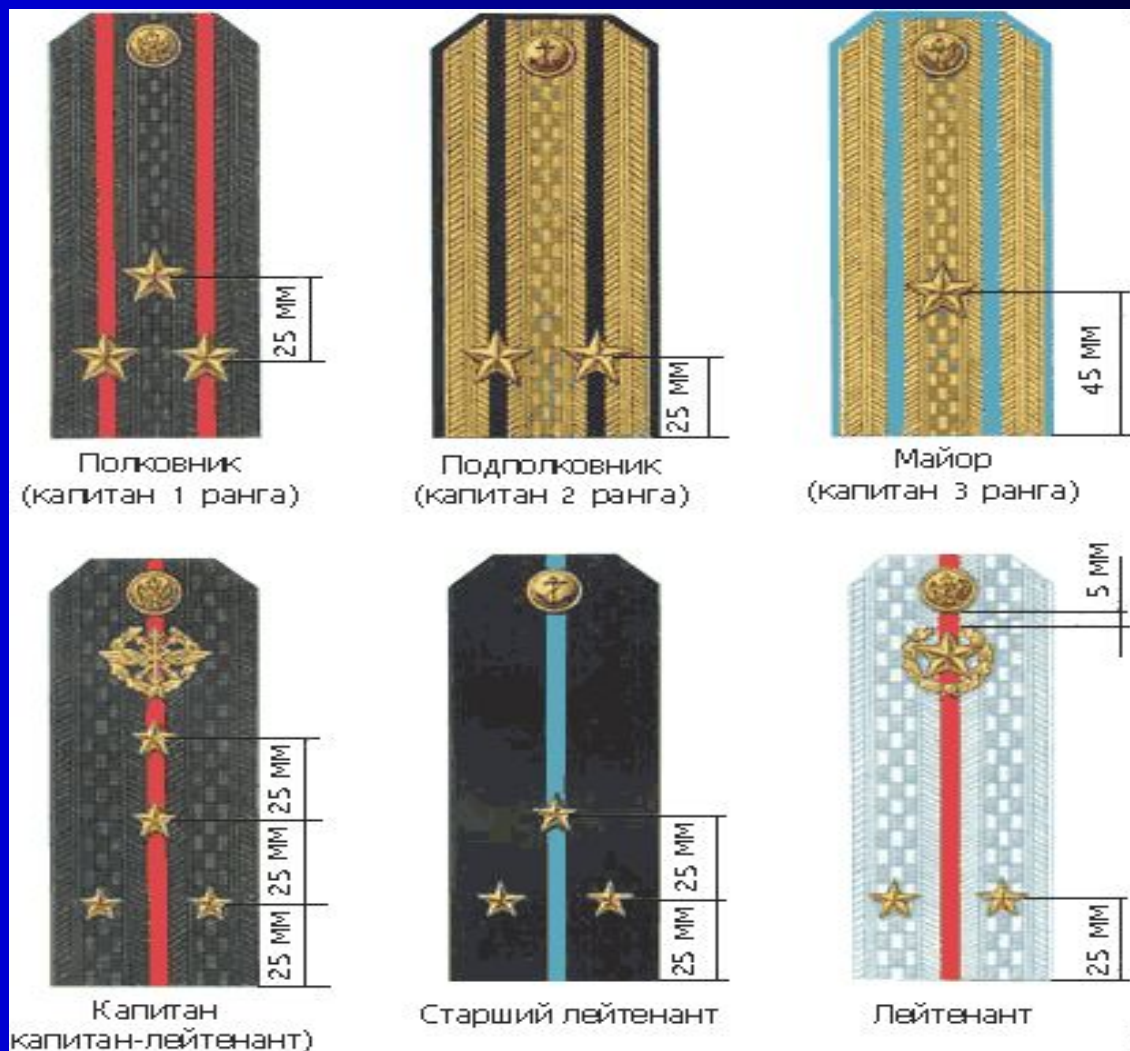 25 мм
25 мм
45 мм
Полковник
(капитан 1 ранга)
Подполковник
(капитан 2 ранга)
Майор
(капитан 3 ранга)
5 мм
25 мм
25 мм
25 мм
25 мм
25 мм
25 мм
Капитан
капитан-лейтенант)
Старший лейтенант
Лейтенант